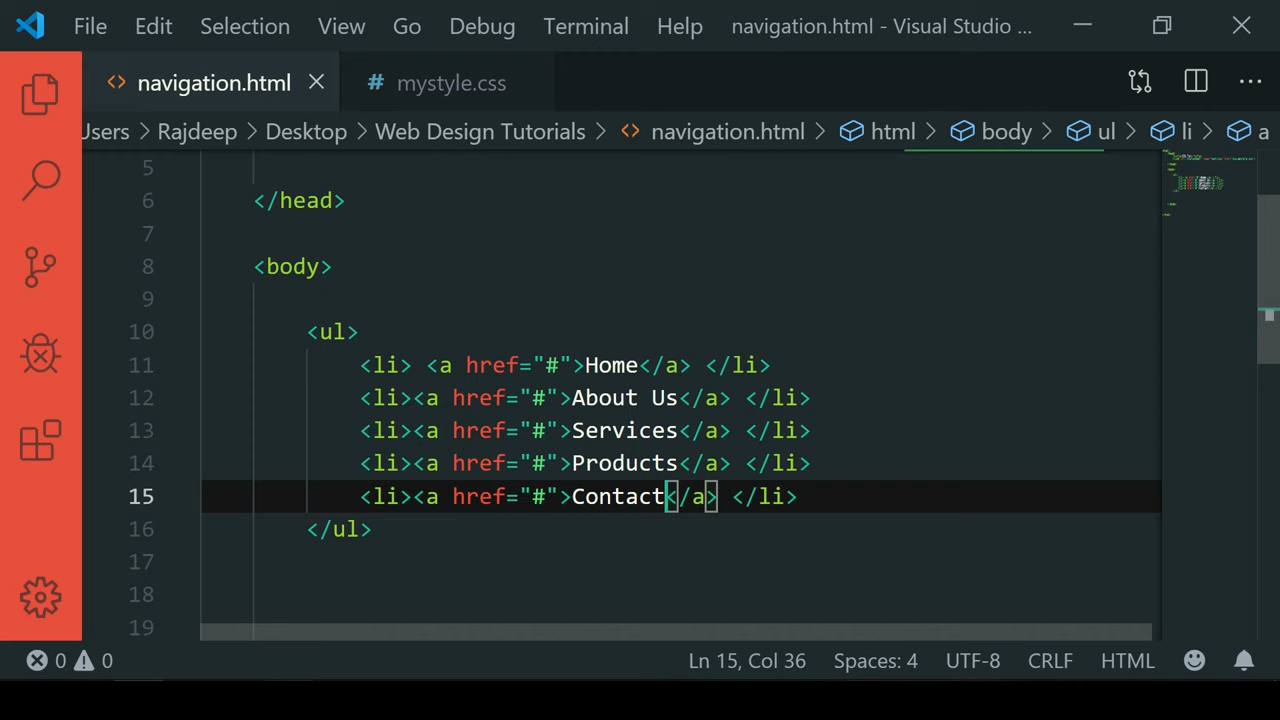 File Edit Selection View Go Debug Terminal Help navigation.html - Visual Studio ...
<> navigation.html # mystyle.css ...
Users > Rajdeep > Desktop > Web Design Tutorials > <> navigation.html > html > body > ul > li > a
5
6 </head>
7
8 <body>
9
10 <ul>
11 <li> <a href="#">Home</a> </li>
12 <li><a href="#">About Us</a> </li>
13 <li><a href="#">Services</a> </li>
14 <li><a href="#">Products</a> </li>
15 <li><a href="#">Contact</a> </li>
16 </ul>
17
18
19
0 0 Ln 15, Col 36 Spaces: 4 UTF-8 CRLF HTML